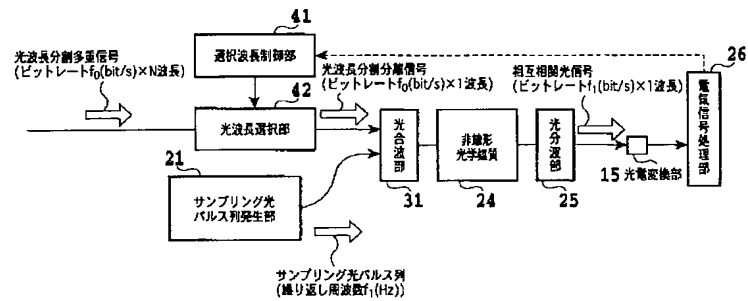 41
26
光波長分割多重信号
(ビットレートf₀(bit/s)×N波長)
選択波長制御部
42
光波長分割分離信号
(ビットレートf₀(bit/s)×1波長)
相互相関光信号
(ビットレートf₁(bit/s)×1波長)
光波長選択部
光合波部
非線形
光学媒質
光分波部
電気信号処理部
21
サンプリング光
パルス列発生部
31
24
25
15 光電変換部
サンプリング光パルス列
(繰り返し周波数f₁(Hz))